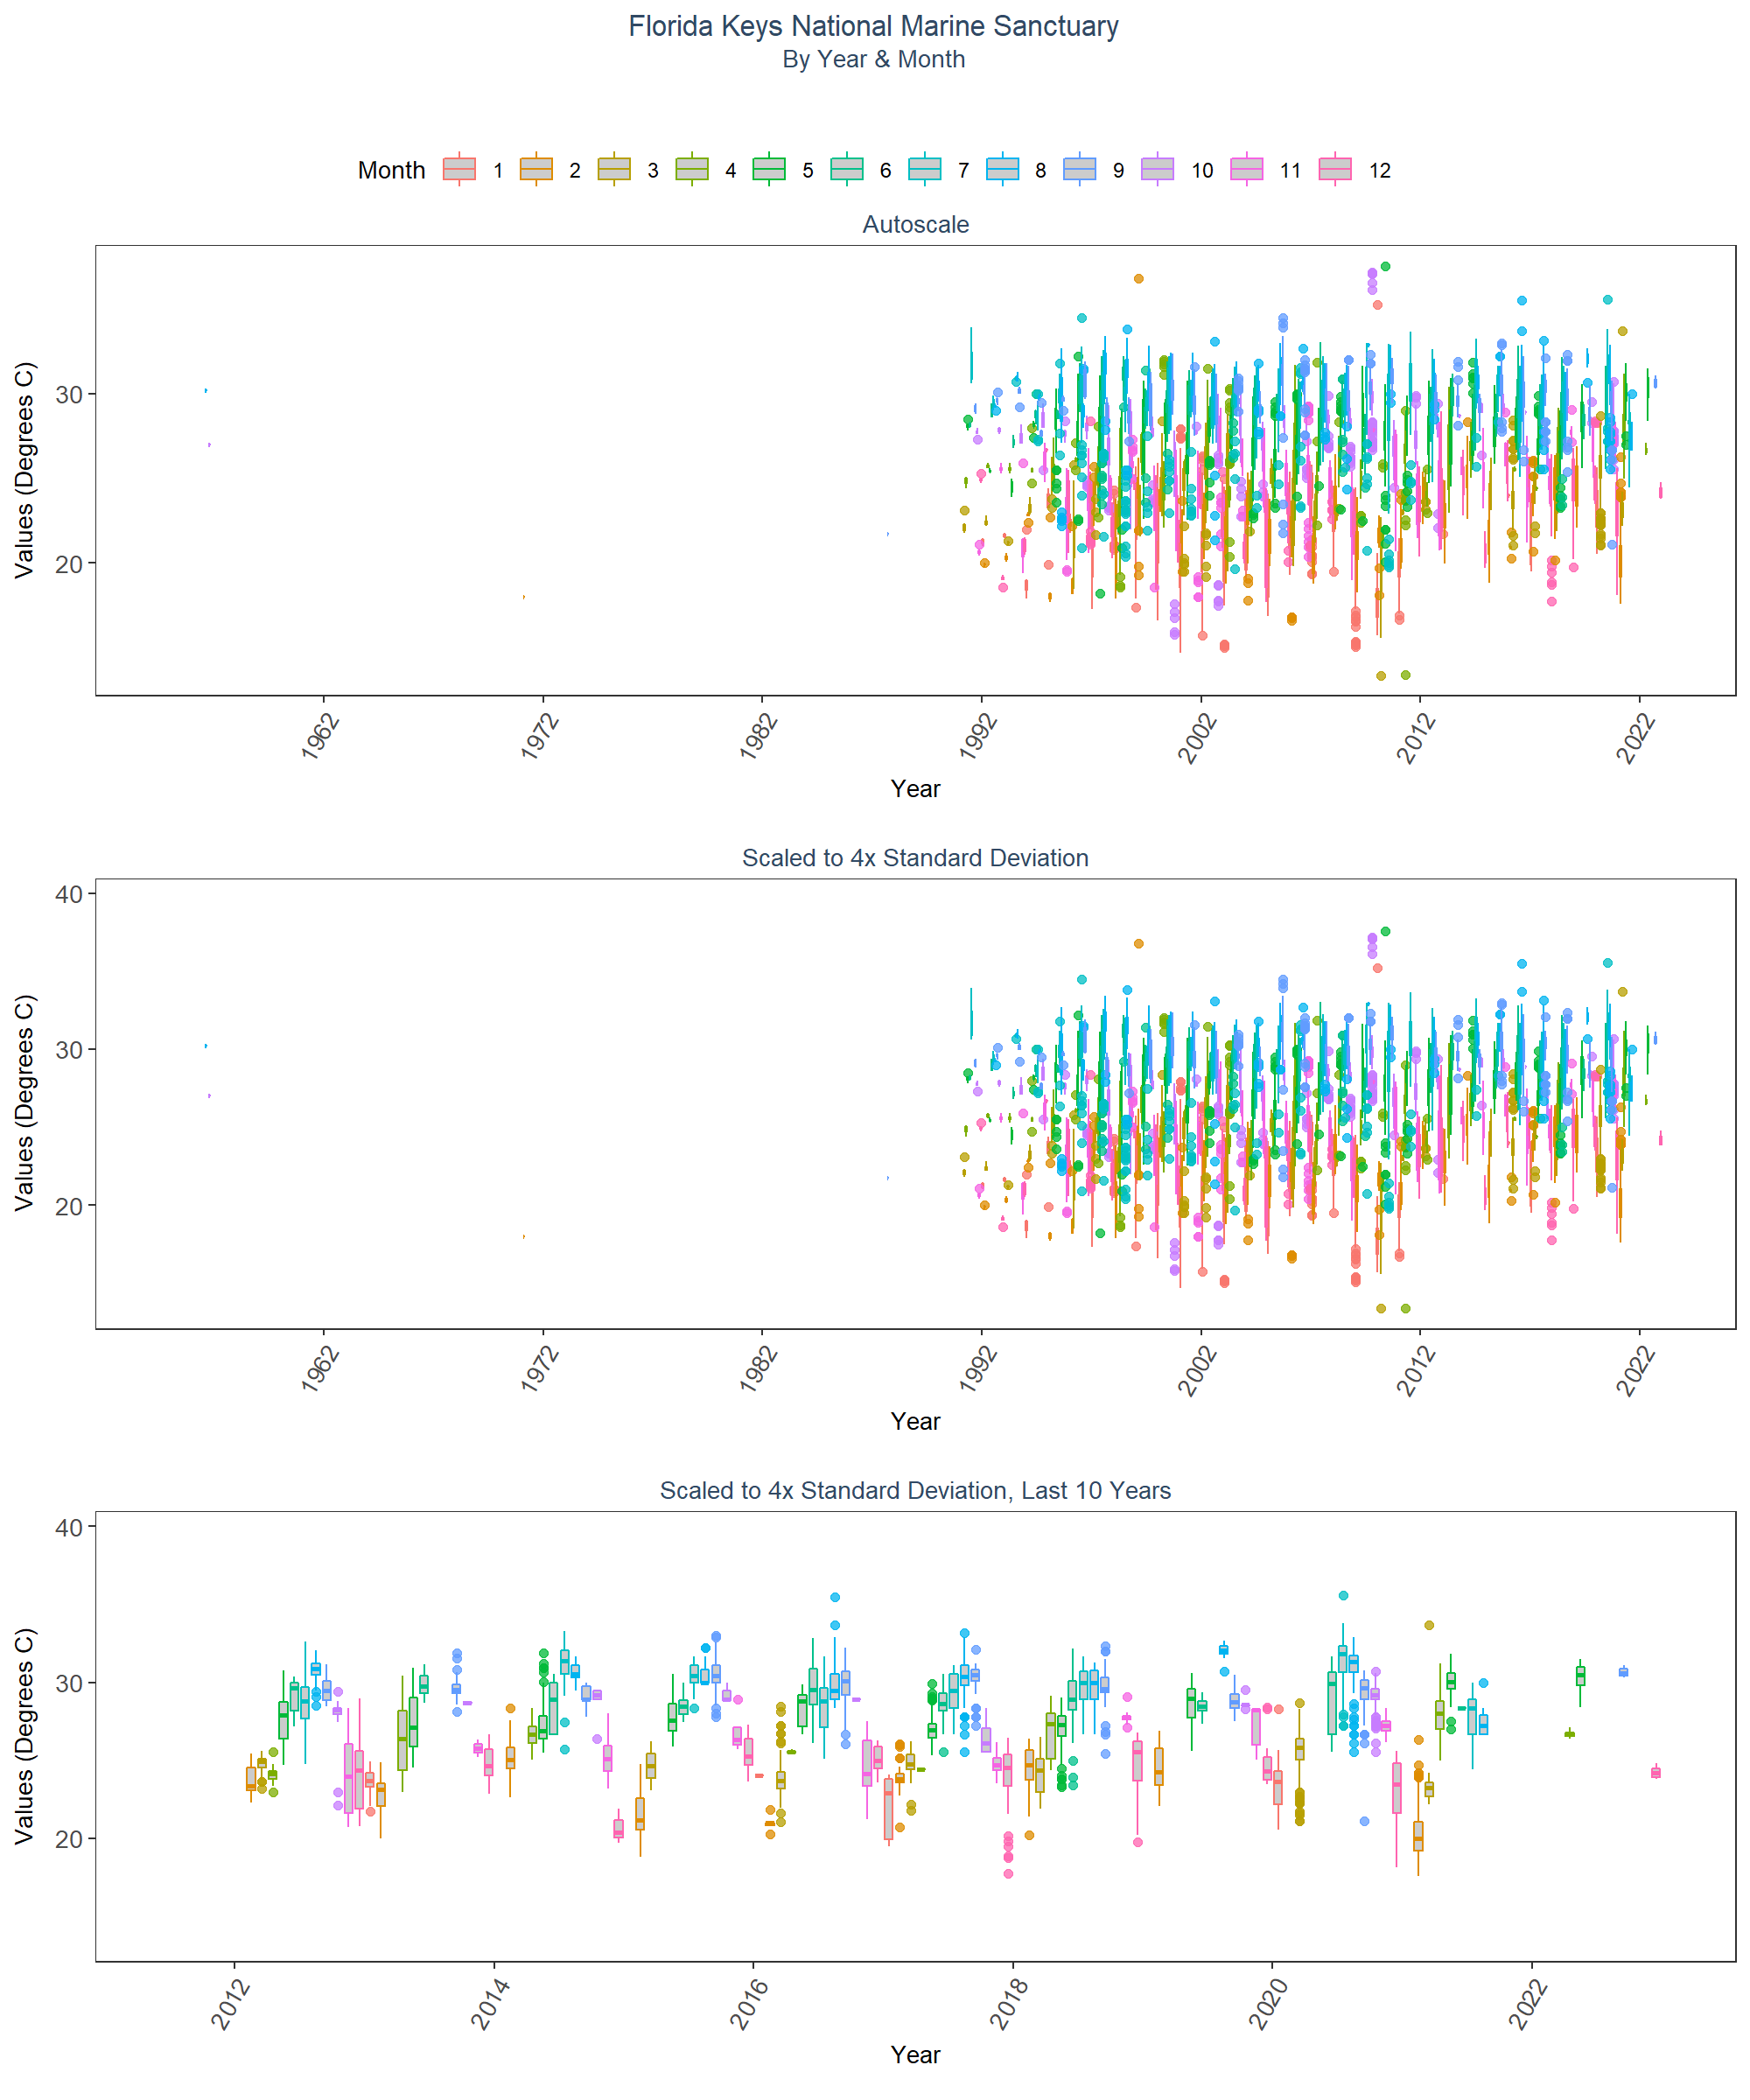 Florida Keys National Marine Sanctuary
By Year & Month
Month 1 2 3 4 5 6 7 8 9 10 11 12
Autoscale
Values (Degrees C)
30
20
1962 1972 1982 1992 2002 2012 2022
Year
Scaled to 4x Standard Deviation
Values (Degrees C)
40
30
20
1962 1972 1982 1992 2002 2012 2022
Year
Scaled to 4x Standard Deviation, Last 10 Years
Values (Degrees C)
40
30
20
2012 2014 2016 2018 2020 2022
Year